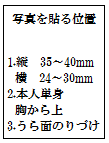 写真を貼る位置
1.縦 35～40mm
横 24～30mm
2.本人単身
胸から上
3.うら面のりづけ